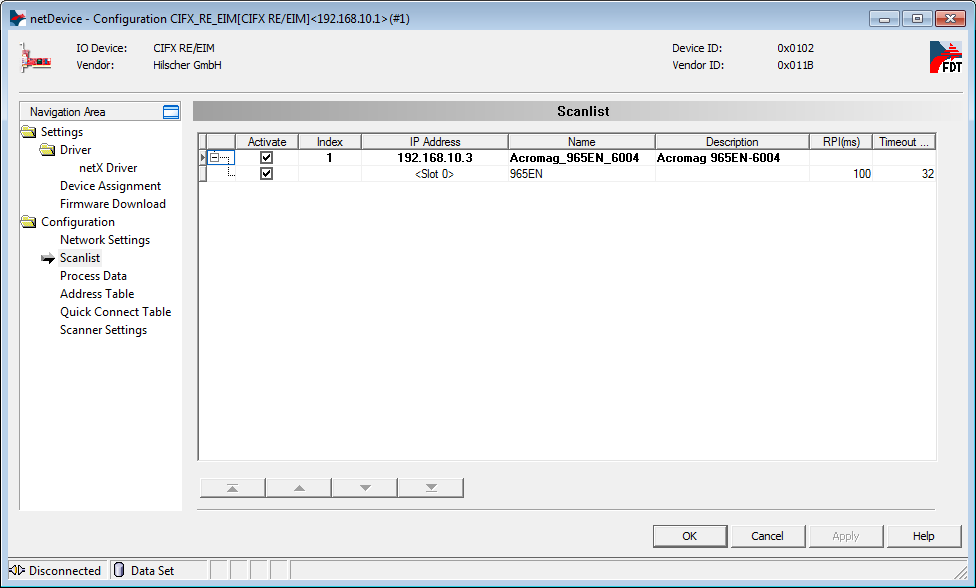 netDevice - Configuration CIFX_RE_EIM[CIFX RE/EIM]<192.168.10.1>(#1)
IO Device: CIFX RE/EIM Device ID: 0x0102
Vendor: Hilscher GmbH Vendor ID: 0x011B
FDT
Navigation Area
Settings
Driver
netX Driver
Device Assignment
Firmware Download
Configuration
Network Settings
Scanlist
Process Data
Address Table
Quick Connect Table
Scanner Settings
Scanlist
Activate Index IP Address Name Description RPI(ms) Timeout ...
1 192.168.10.3 Acromag_965EN_6004 Acromag 965EN-6004
<Slot 0> 965EN 100 32
OK Cancel Apply Help
Disconnected Data Set